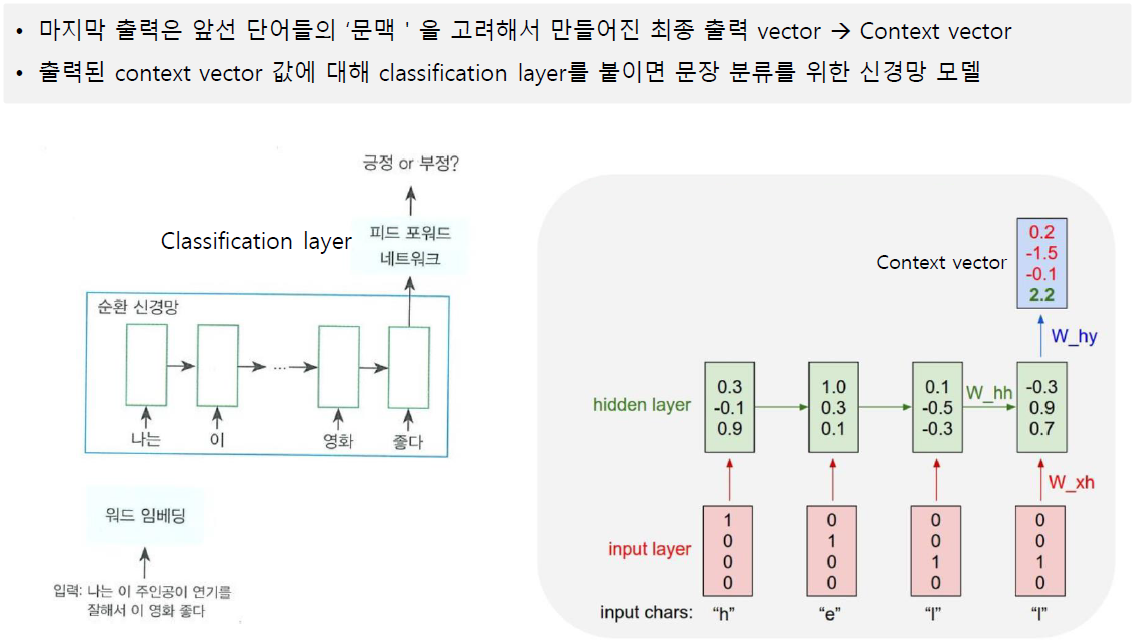 • 마지막 출력은 앞선 단어들의 ‘문맥 ' 을 고려해서 만들어진 최종 출력 vector → Context vector
• 출력된 context vector 값에 대해 classification layer를 붙이면 문장 분류를 위한 신경망 모델
긍정 or 부정?
Classification layer
피드 포워드
네트워크
순환 신경망
...
나는 이 영화 좋다
워드 임베딩
입력: 나는 이 주인공이 연기를
잘해서 이 영화 좋다
Context vector
0.2
-1.5
-0.1
2.2
W_hy
hidden layer
0.3 1.0 0.1 -0.3
-0.1 0.3 -0.5 0.9
0.9 0.1 -0.3 0.7
W_hh
W_xh
input layer
1 0 0 0
0 1 0 0
0 0 1 1
0 0 0 0
input chars: “h” “e” “l” “l”